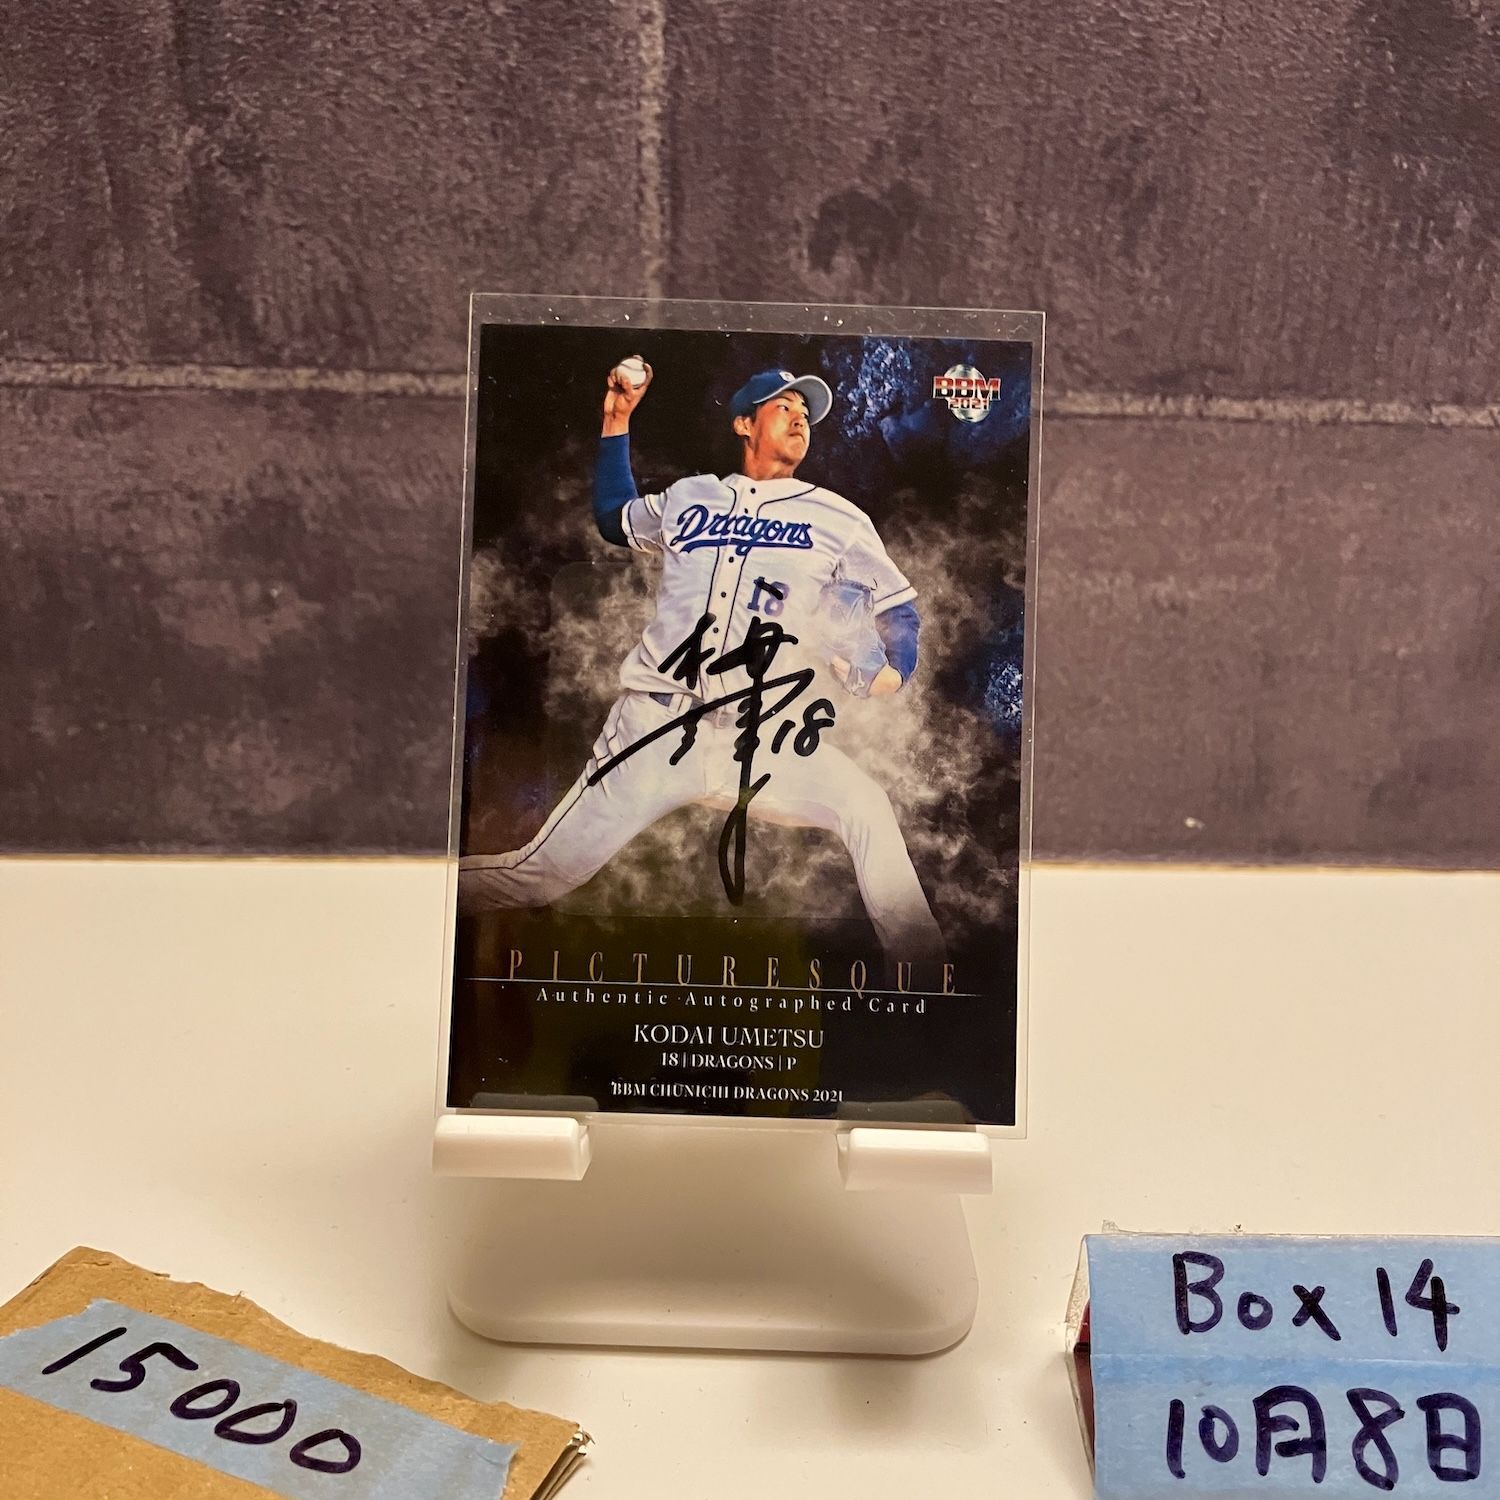 BBM
2021
Dragons
18
18
PICTURESQUE
Authentic Autographed Card
KODAI UMETSU
18 | DRAGONS | P
BBM CHUNICHI DRAGONS 2021
15000
Box 14
10月8日